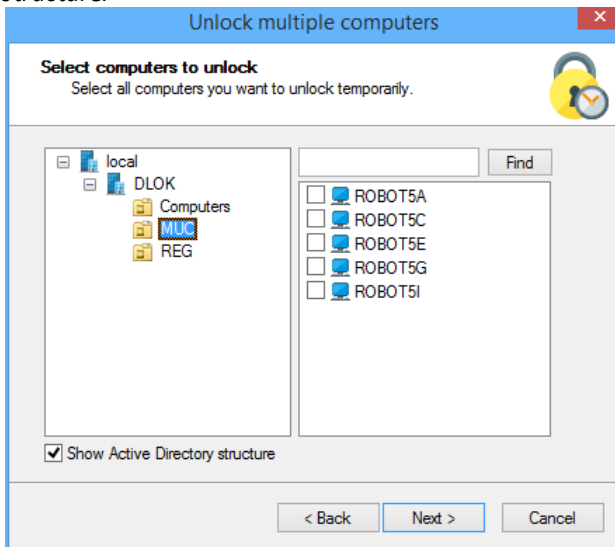 structure.
Unlock multiple computers
Select computers to unlock
Select all computers you want to unlock temporarily.
local
DLOK
Computers
MUC
REG
Find
ROBOT5A
ROBOT5C
ROBOT5E
ROBOT5G
ROBOT5I
Show Active Directory structure
< Back Next > Cancel